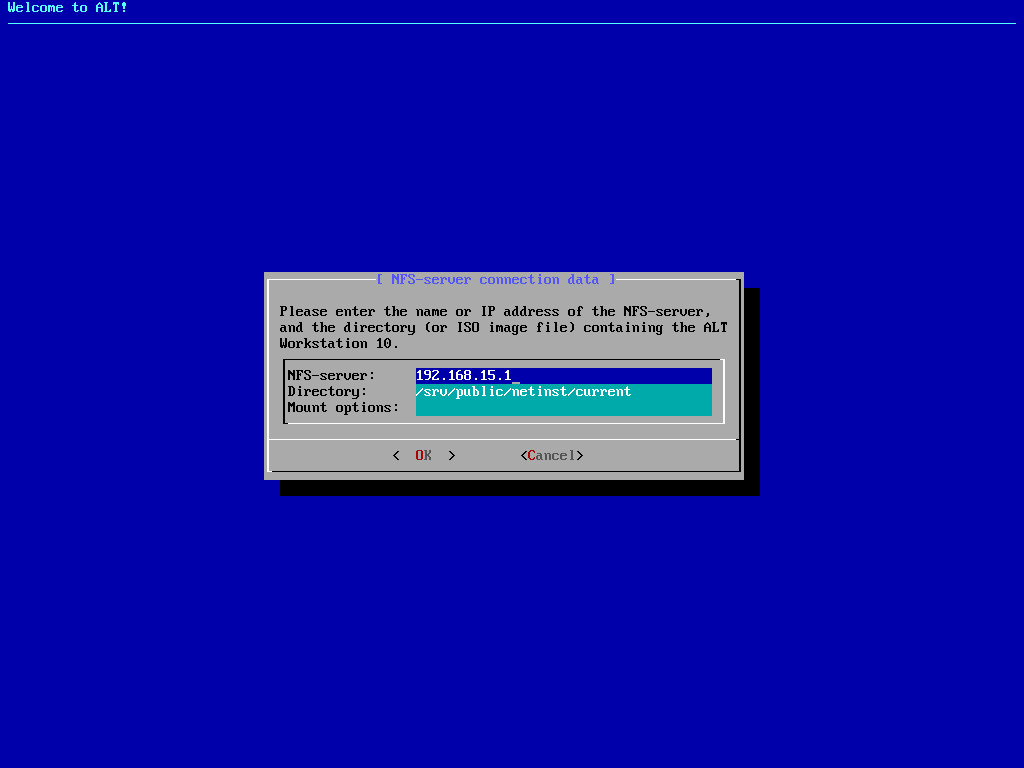 Welcome to ALT!
[ NFS-server connection data ]
Please enter the name or IP address of the NFS-server,
and the directory (or ISO image file) containing the ALT
Workstation 10.
NFS-server: 192.168.15.1_
Directory: /srv/public/netinst/current
Mount options:
< OK > <Cancel>